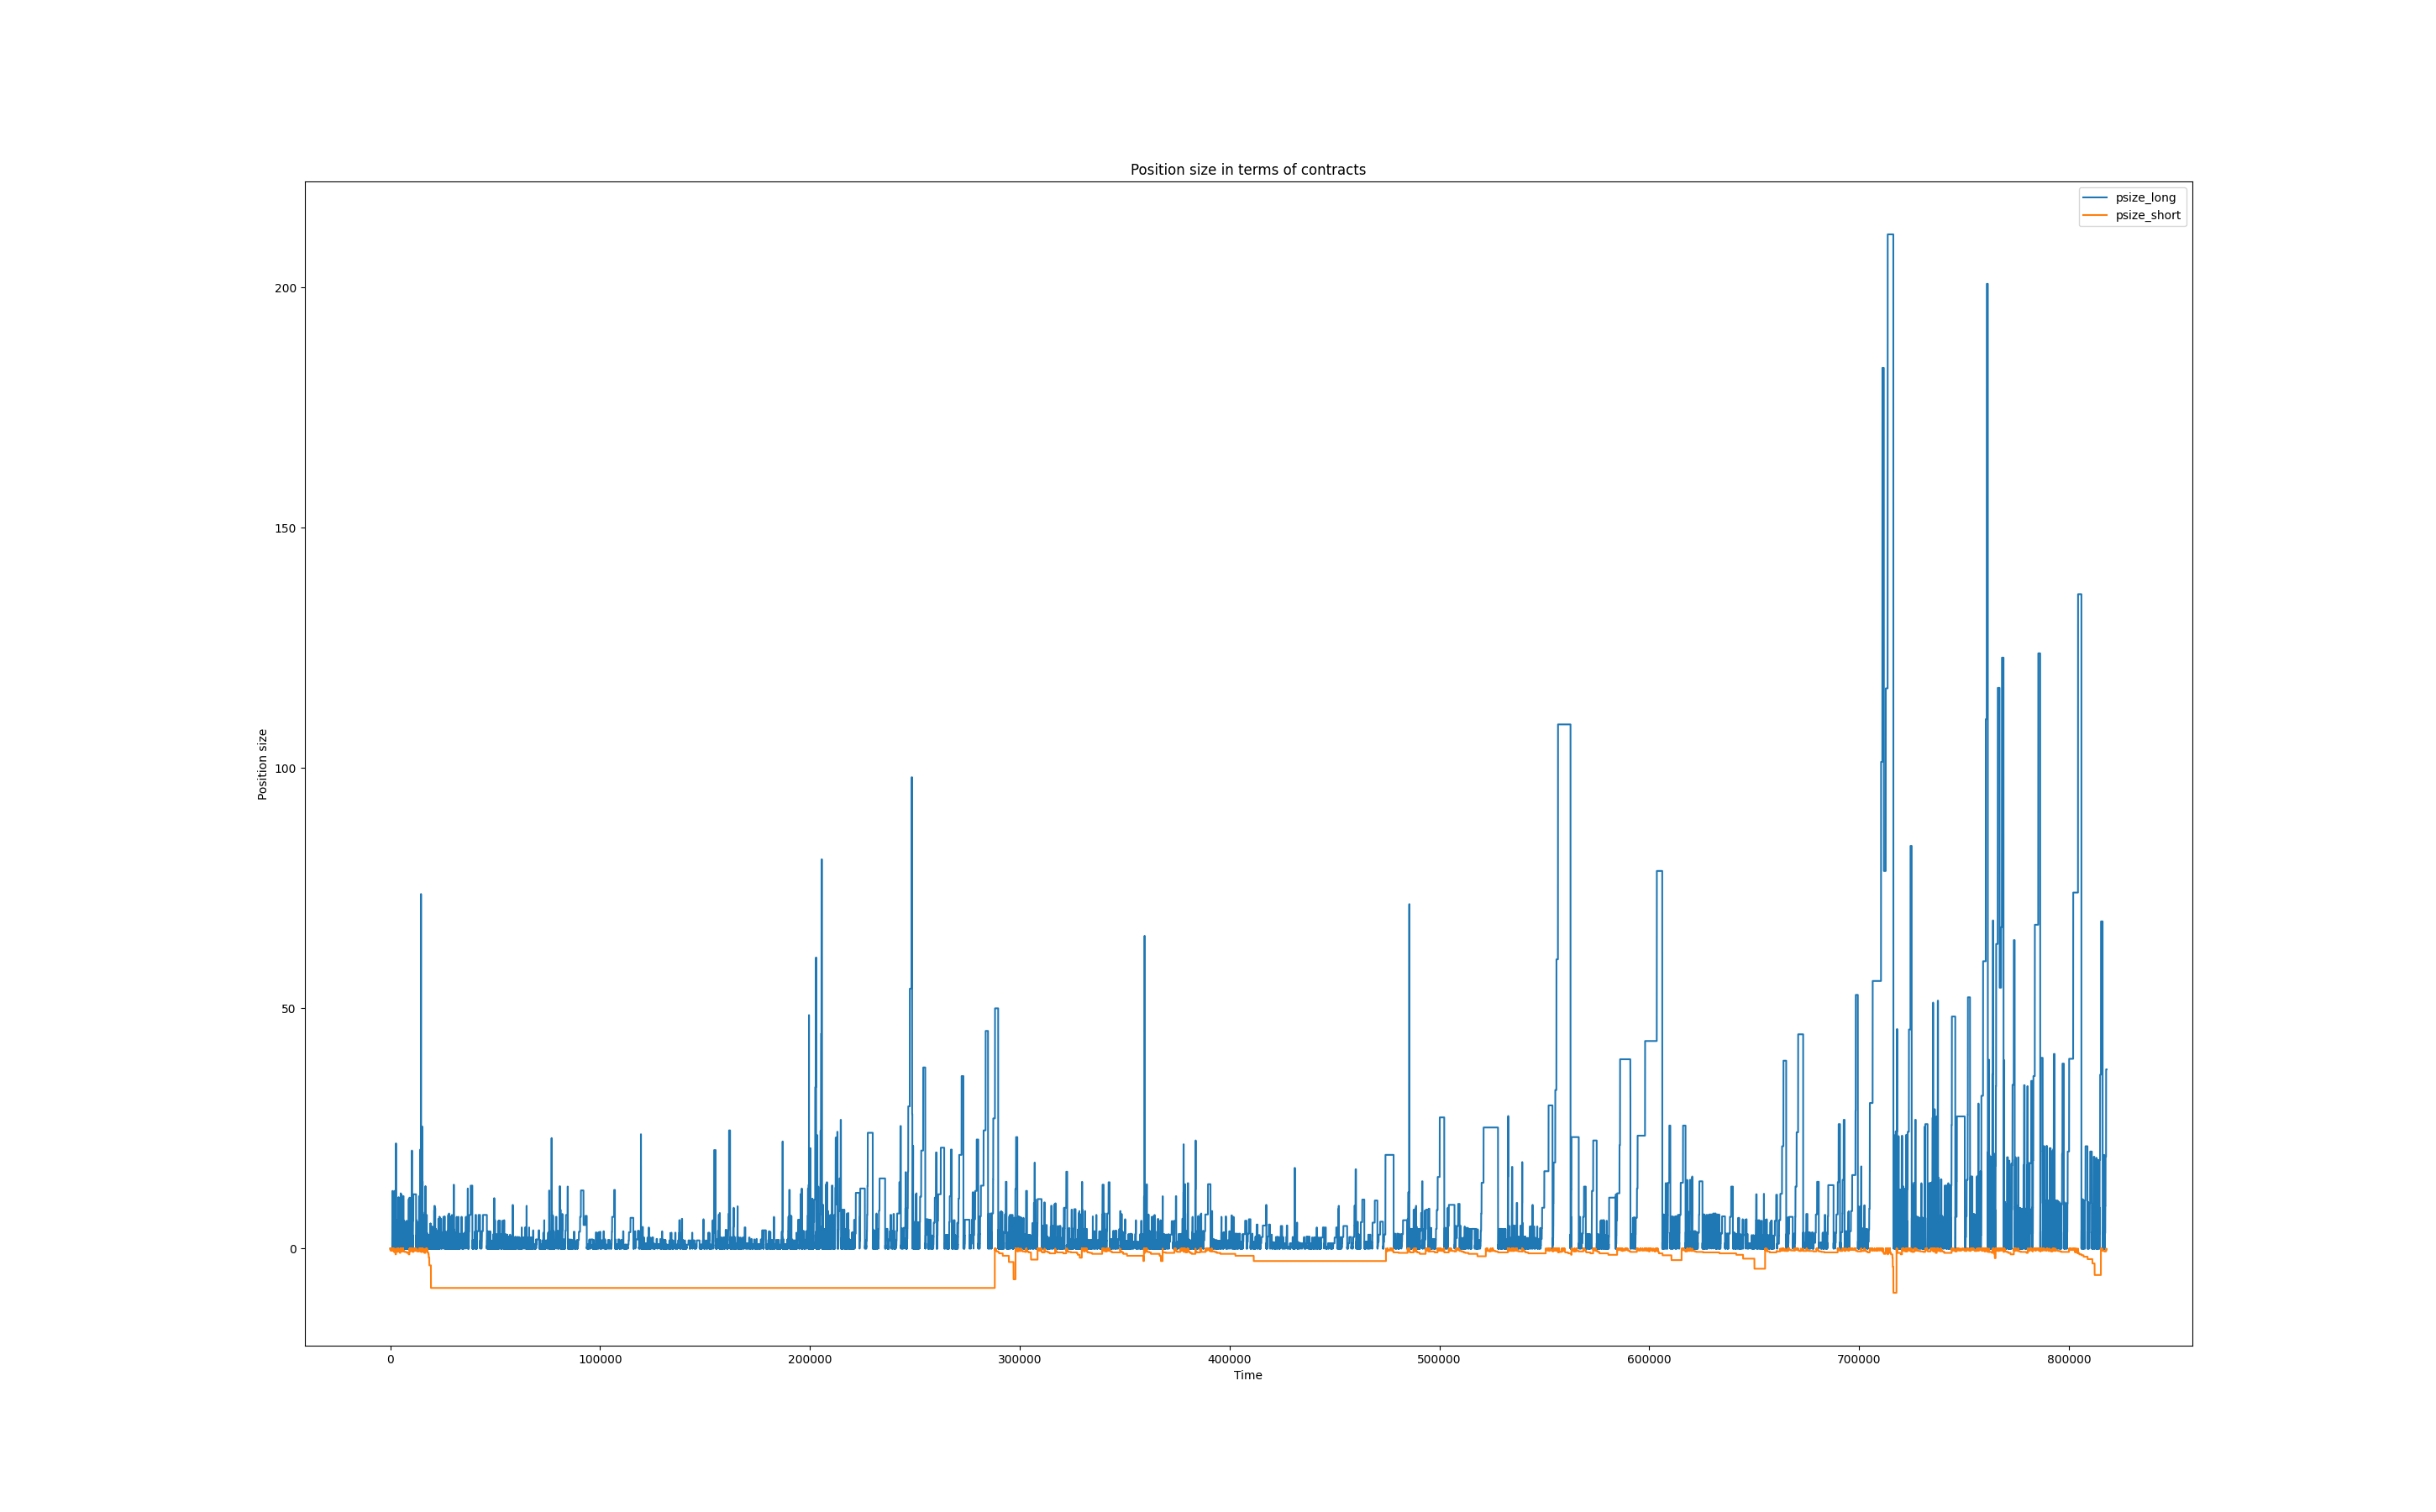 Position size in terms of contracts
psize_long
psize_short
200
150
100
50
0
Position size
0 100000 200000 300000 400000 500000 600000 700000 800000
Time